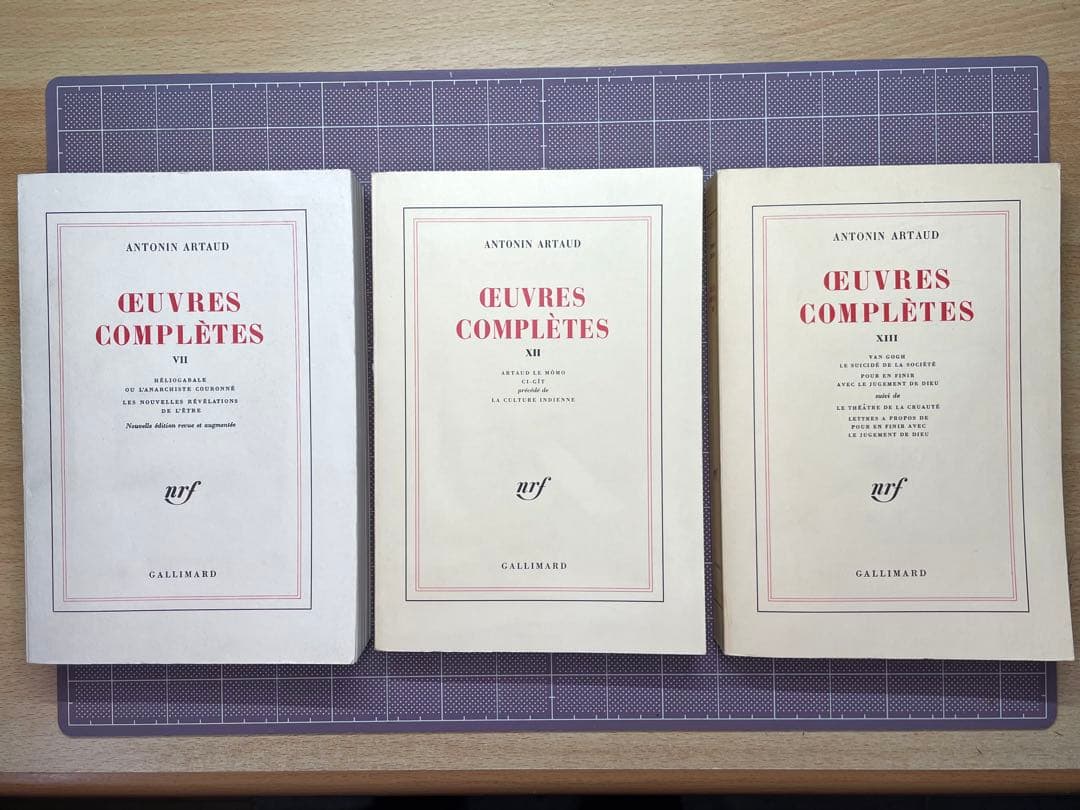 ANTONIN ARTAUD
ŒUVRES
COMPLÈTES
VII
HÉLIOGABALE
OU L'ANARCHISTE COURONNÉ
LES NOUVELLES RÉVÉLATIONS
DE L'ÊTRE
Nouvelle édition revue et augmentée
nrf
GALLIMARD
ANTONIN ARTAUD
ŒUVRES
COMPLÈTES
XII
ARTAUD LE MÔMO
CI-GÎT
précédé de
LA CULTURE INDIENNE
nrf
GALLIMARD
ANTONIN ARTAUD
ŒUVRES
COMPLÈTES
XIII
VAN GOGH
LE SUICIDÉ DE LA SOCIÉTÉ
POUR EN FINIR
AVEC LE JUGEMENT DE DIEU
suivi de
LE THÉÂTRE DE LA CRUAUTÉ
LETTRES A PROPOS DE
POUR EN FINIR AVEC
LE JUGEMENT DE DIEU
nrf
GALLIMARD